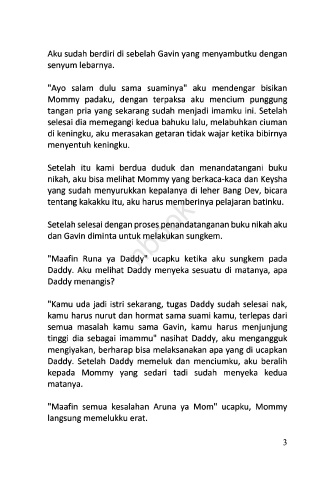 Aku sudah berdiri di sebelah Gavin yang menyambutku dengan
senyum lebarnya.
"Ayo salam dulu sama suaminya" aku mendengar bisikan
Mommy padaku, dengan terpaksa aku mencium punggung
tangan pria yang sekarang sudah menjadi imamku ini. Setelah
selesai dia memegangi kedua bahuku lalu, melabuhkan ciuman
di keningku, aku merasakan getaran tidak wajar ketika bibirnya
menyentuh keningku.
Setelah itu kami berdua duduk dan menandatangani buku
nikah, aku bisa melihat Mommy yang berkaca-kaca dan Keysha
yang sudah menyurukkan kepalanya di leher Bang Dev, bicara
tentang kakakku itu, aku harus memberinya pelajaran batinku.
Setelah selesai dengan proses penandatanganan buku nikah aku
dan Gavin diminta untuk melakukan sungkem.
"Maafin Runa ya Daddy" ucapku ketika aku sungkem pada
Daddy. Aku melihat Daddy menyeka sesuatu di matanya, apa
Daddy menangis?
"Kamu uda jadi istri sekarang, tugas Daddy sudah selesai nak,
kamu harus nurut dan hormat sama suami kamu, terlepas dari
semua masalah kamu sama Gavin, kamu harus menjunjung
tinggi dia sebagai imammu" nasihat Daddy, aku mengangguk
mengiyakan, berharap bisa melaksanakan apa yang di ucapkan
Daddy. Setelah Daddy memeluk dan menciumku, aku beralih
kepada Mommy yang sedari tadi sudah menyeka kedua
matanya.
"Maafin semua kesalahan Aruna ya Mom" ucapku, Mommy
langsung memelukku erat.
3